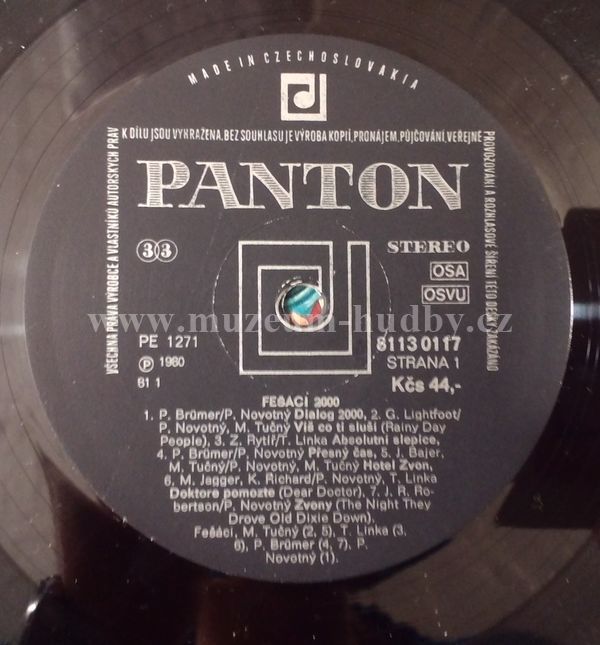 MADE IN CZECHOSLOVAKIA
VŠECHNA PRÁVA VÝROBCE A VLASTNÍKŮ AUTORSKÝCH PRÁV
K DÍLU JSOU VYHRAŽENA. BEZ SOUHLASU JE VÝROBA KOPIÍ, PRONÁJEM, PŮJČOVÁNÍ, VEŘEJNÉ
PROVOZOVÁNÍ A ROZHLASOVÉ ŠÍŘENÍ TÉTO DESKY ZAKÁZÁNO
PANTON
33
STEREO
OSA
OSVU
www.muzeum-hudby.cz
PE 1271
8113 0117
℗ 1980
STRANA 1
81 1
Kčs 44,-
FEŠÁCI 2000
1. P. Brümer/P. Novotný Dialog 2000, 2. G. Lightfoot/
P. Novotný, M. Tučný Víš co ti sluší (Rainy Day
People), 3. Z. Rytíř/T. Linka Absolutní slepice,
4. P. Brümer/P. Novotný Přesný čas, 5. J. Bajer,
M. Tučný/P. Novotný, M. Tučný Hotel Zvon,
6. M. Jagger, K. Richard/P. Novotný, T. Linka
Doktore pomozte (Dear Doctor), 7. J. R. Ro-
bertson/P. Novotný Zvony (The Night They
Drove Old Dixie Down).
Fešáci, M. Tučný (2, 5), T. Linka (3,
6), P. Brümer (4, 7), P.
Novotný (1).